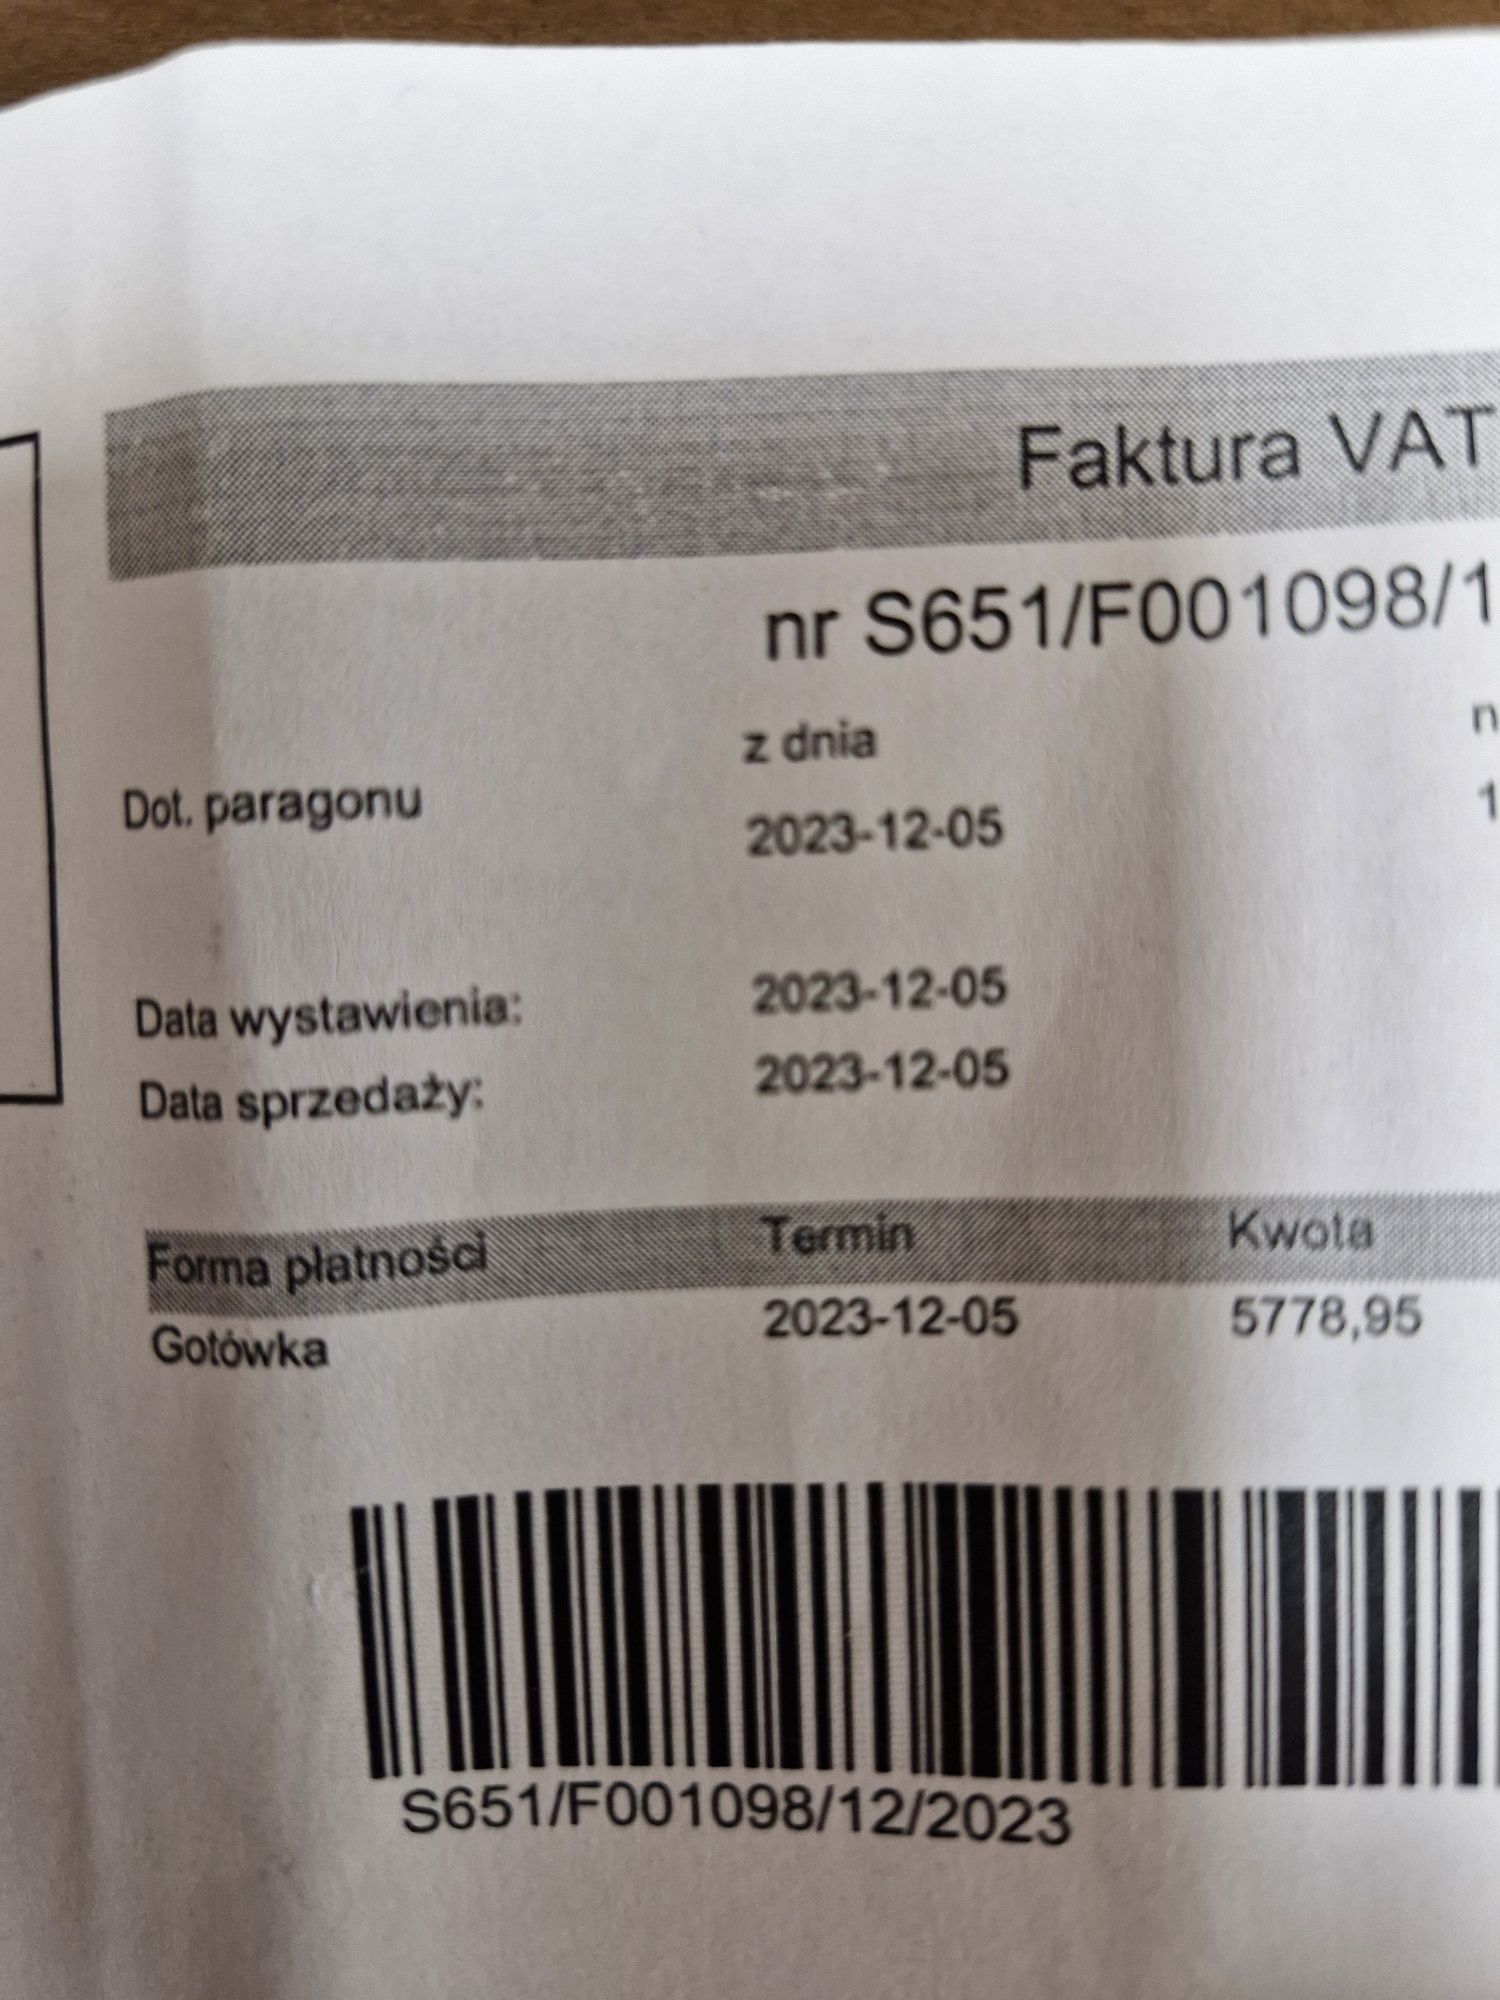 Faktura VAT
nr S651/F001098/1
z dnia n
Dot. paragonu 2023-12-05 1
Data wystawienia: 2023-12-05
Data sprzedaży: 2023-12-05
Forma płatności Termin Kwota
Gotówka 2023-12-05 5778,95
S651/F001098/12/2023